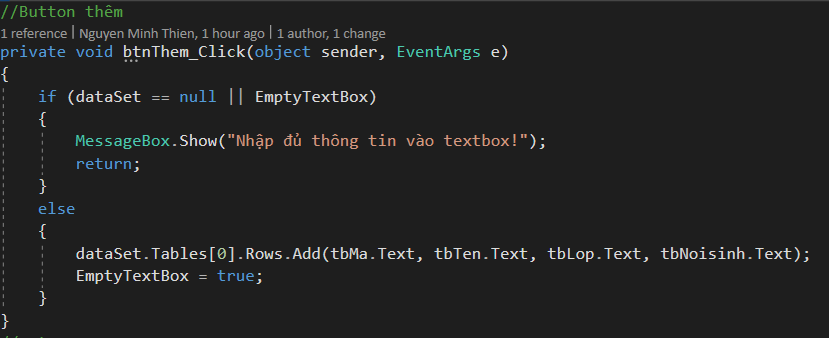 //Button thêm
1 reference | Nguyen Minh Thien, 1 hour ago | 1 author, 1 change
private void btnThem_Click(object sender, EventArgs e)
{
    if (dataSet == null || EmptyTextBox)
    {
        MessageBox.Show("Nhập đủ thông tin vào textbox!");
        return;
    }
    else
    {
        dataSet.Tables[0].Rows.Add(tbMa.Text, tbTen.Text, tbLop.Text, tbNoisinh.Text);
        EmptyTextBox = true;
    }
}